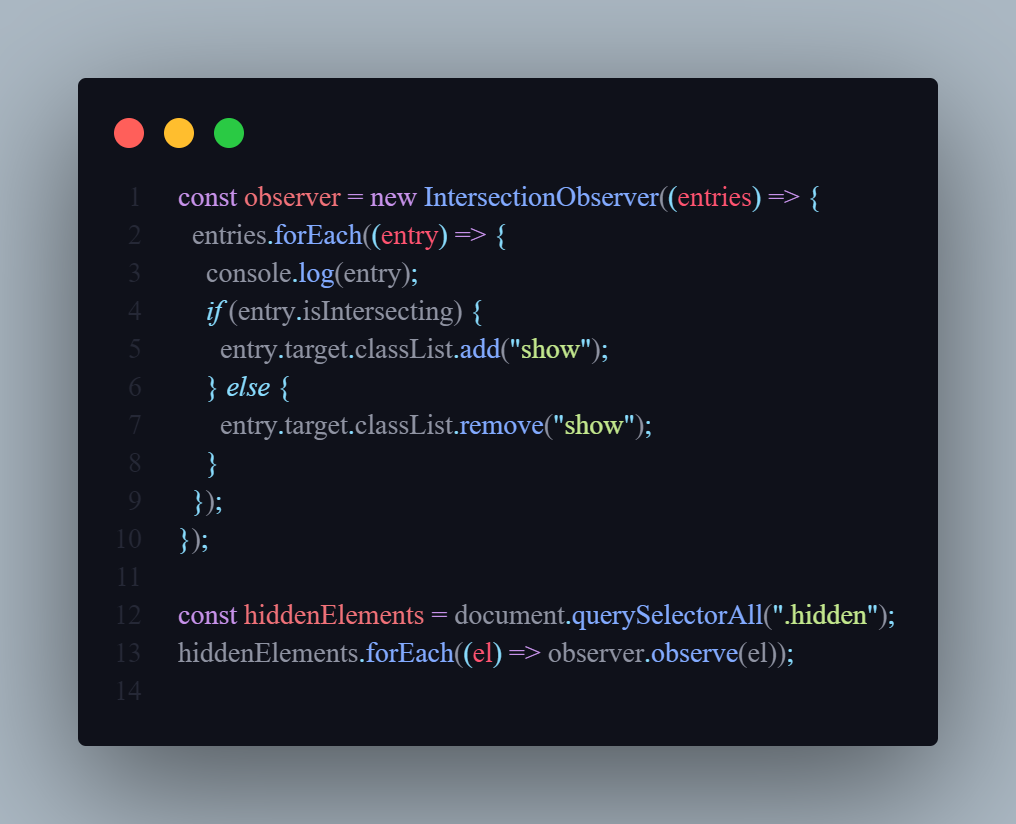 1 const observer = new IntersectionObserver((entries) => {
2 entries.forEach((entry) => {
3 console.log(entry);
4 if (entry.isIntersecting) {
5 entry.target.classList.add("show");
6 } else {
7 entry.target.classList.remove("show");
8 }
9 });
10 });
11
12 const hiddenElements = document.querySelectorAll(".hidden");
13 hiddenElements.forEach((el) => observer.observe(el));
14